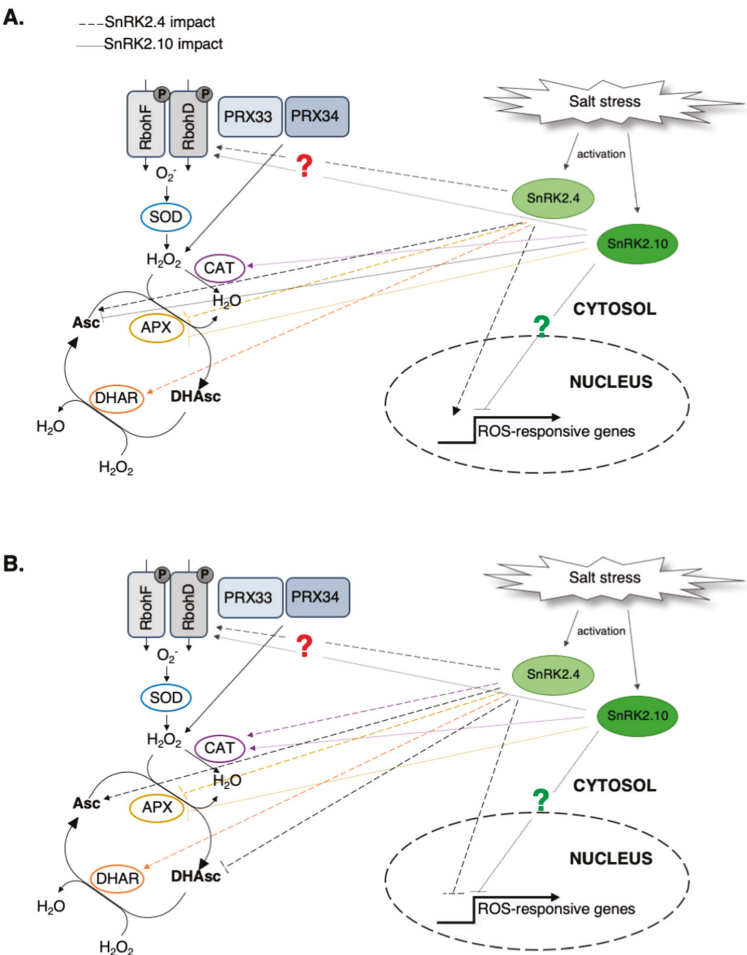 A.
SnRK2.4 impact
SnRK2.10 impact
P
P
RbohF
RbohD
PRX33
PRX34
Salt stress
?
activation
O₂⁻
SnRK2.4
SOD
SnRK2.10
H₂O₂
CAT
H₂O
CYTOSOL
Asc
APX
?
NUCLEUS
DHAR
DHAsc
H₂O
ROS-responsive genes
H₂O₂
B.
P
P
RbohF
RbohD
PRX33
PRX34
Salt stress
?
activation
O₂⁻
SnRK2.4
SOD
SnRK2.10
H₂O₂
CAT
H₂O
CYTOSOL
Asc
APX
?
NUCLEUS
DHAR
DHAsc
H₂O
ROS-responsive genes
H₂O₂